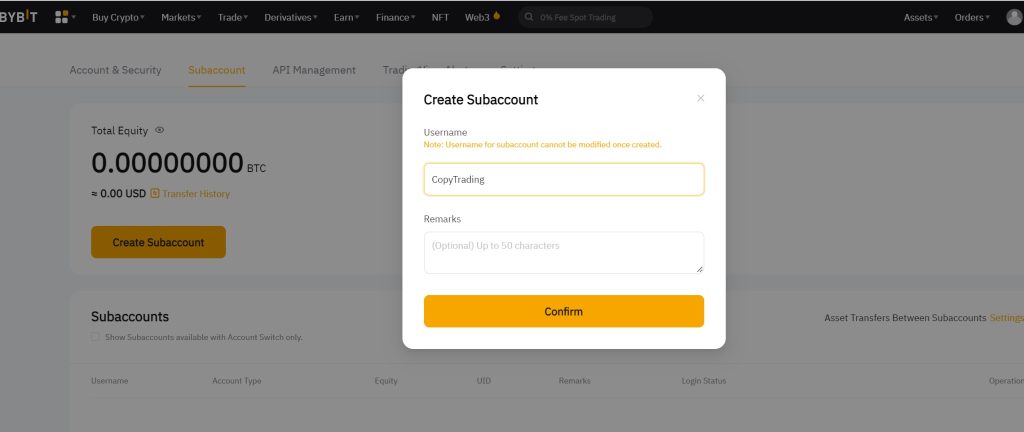 BYBIT Buy Crypto Markets Trade Derivatives Earn Finance NFT Web3 0% Fee Spot Trading Assets Orders
Account & Security Subaccount API Management
Create Subaccount
Username
Note: Username for subaccount cannot be modified once created.
CopyTrading
Remarks
(Optional) Up to 50 characters
Confirm
Total Equity
0.00000000 BTC
≈ 0.00 USD Transfer History
Create Subaccount
Subaccounts
Show Subaccounts available with Account Switch only.
Asset Transfers Between Subaccounts Settings
Username Account Type Equity UID Remarks Login Status Operation